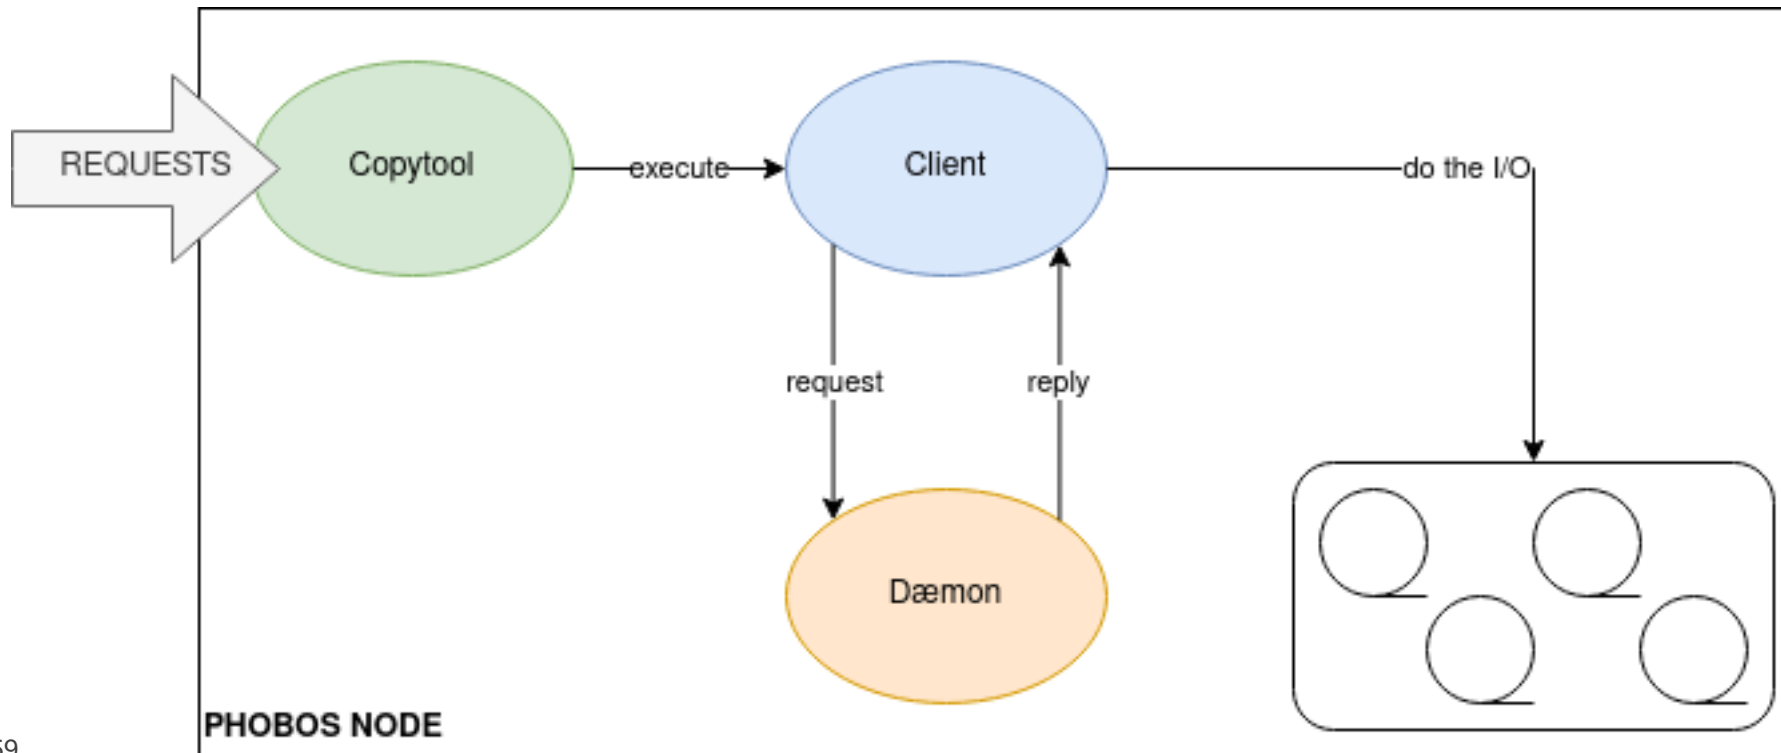 REQUESTS
Copytool
execute
Client
do the I/O
request
reply
Dæmon
PHOBOS NODE